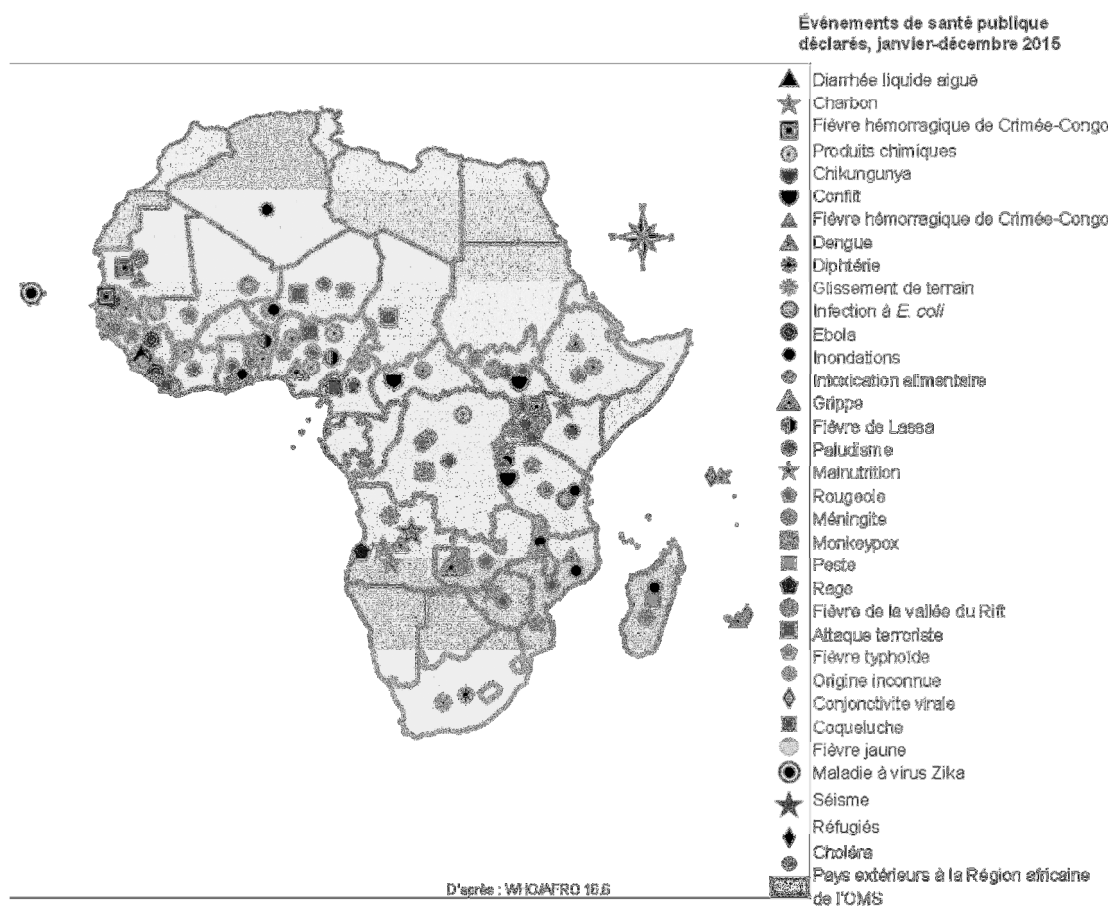 Événements de santé publique
déclarés, janvier-décembre 2015
Diarrhée liquide aiguë
Charbon
Fièvre hémorragique de Crimée-Congo
Produits chimiques
Chikungunya
Conflit
Fièvre hémorragique de Crimée-Congo
Dengue
Diphtérie
Glissement de terrain
Infection à E. coli
Ebola
Inondations
Intoxication alimentaire
Grippe
Fièvre de Lassa
Paludisme
Malnutrition
Rougeole
Méningite
Monkeypox
Peste
Rage
Fièvre de la vallée du Rift
Attaque terroriste
Fièvre typhoïde
Origine inconnue
Conjonctivite virale
Coqueluche
Fièvre jaune
Maladie à virus Zika
Séisme
Réfugiés
Choléra
Pays extérieurs à la Région africaine
de l'OMS
D'après : WHO/AFRO 16.6